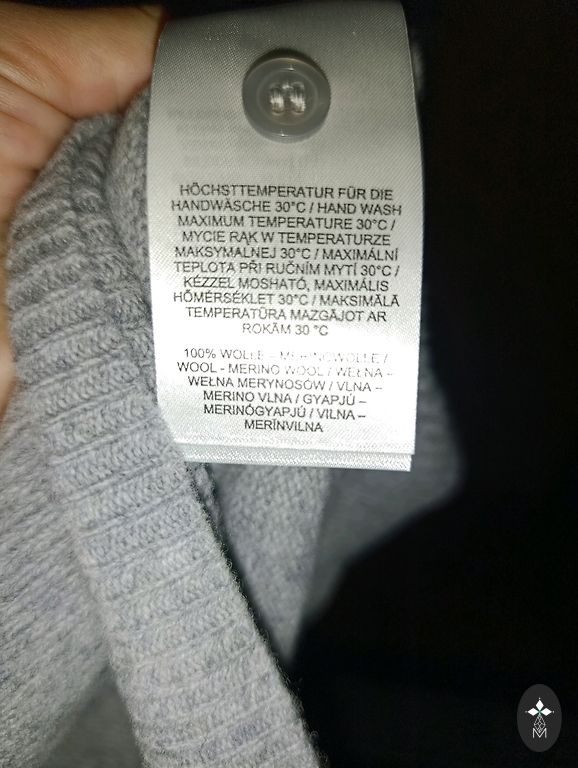 HÖCHSTTEMPERATUR FÜR DIE
HANDWÄSCHE 30°C / HAND WASH
MAXIMUM TEMPERATURE 30°C /
MYCIE RĄK W TEMPERATURZE
MAKSYMALNEJ 30°C / MAXIMÁLNÍ
TEPLOTA PŘI RUČNÍM MYTÍ 30°C /
KÉZZEL MOSHATÓ, MAXIMÁLIS
HŐMÉRSÉKLET 30°C / MAKSIMĀLĀ
TEMPERATŪRA MAZGĀJOT AR
ROKĀM 30 °C
100% WOLLE – MERINOWOLLE /
WOOL - MERINO WOOL / WEŁNA –
WEŁNA MERYNOSÓW / VLNA –
MERINO VLNA / GYAPJÚ –
MERINÓGYAPJÚ / VILNA –
MERĪNVILNA
M